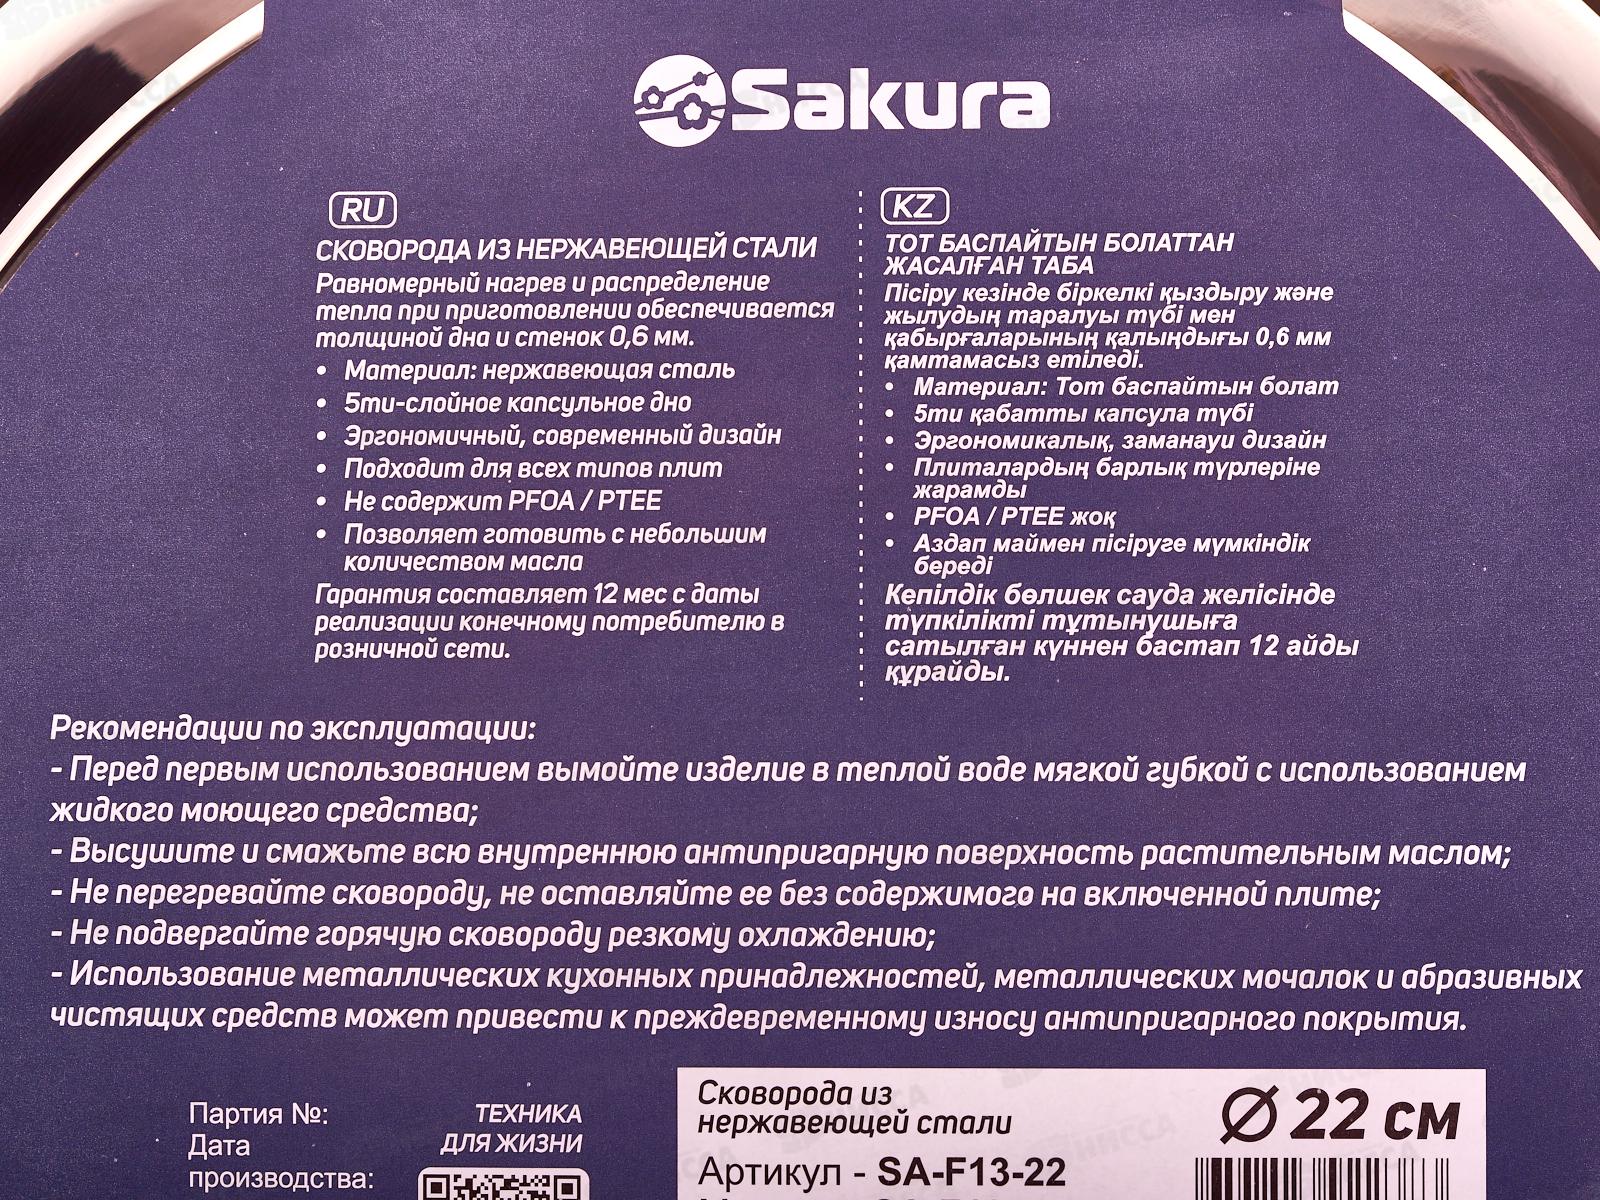 Sakura
RU
СКОВОРОДА ИЗ НЕРЖАВЕЮЩЕЙ СТАЛИ
Равномерный нагрев и распределение
тепла при приготовлении обеспечивается
толщиной дна и стенок 0,6 мм.
• Материал: нержавеющая сталь
• 5ти-слойное капсульное дно
• Эргономичный, современный дизайн
• Подходит для всех типов плит
• Не содержит PFOA / PTEE
• Позволяет готовить с небольшим
количеством масла
Гарантия составляет 12 мес с даты
реализации конечному потребителю в
розничной сети.
KZ
ТОТ БАСПАЙТЫН БОЛАТТАН
ЖАСАЛҒАН ТАБА
Пісіру кезінде біркелкі қыздыру және
жылудың таралуы түбі мен
қабырғаларының қалыңдығы 0,6 мм
қамтамасыз етіледі.
• Материал: Тот баспайтын болат
• 5ти қабатты капсула түбі
• Эргономикалық, заманауи дизайн
• Плиталардың барлық түрлеріне
жарамды
• PFOA / PTEE жоқ
• Аздап маймен пісіруге мүмкіндік
береді
Кепілдік бөлшек сауда желісінде
түпкілікті тұтынушыға
сатылған күннен бастап 12 айды
құрайды.
Рекомендации по эксплуатации:
- Перед первым использованием вымойте изделие в теплой воде мягкой губкой с использованием
жидкого моющего средства;
- Высушите и смажьте всю внутреннюю антипригарную поверхность растительным маслом;
- Не перегревайте сковороду, не оставляйте ее без содержимого на включенной плите;
- Не подвергайте горячую сковороду резкому охлаждению;
- Использование металлических кухонных принадлежностей, металлических мочалок и абразивных
чистящих средств может привести к преждевременному износу антипригарного покрытия.
Партия №:
Дата
производства:
ТЕХНИКА
ДЛЯ ЖИЗНИ
Сковорода из
нержавеющей стали
Ø 22 см
Артикул - SA-F13-22